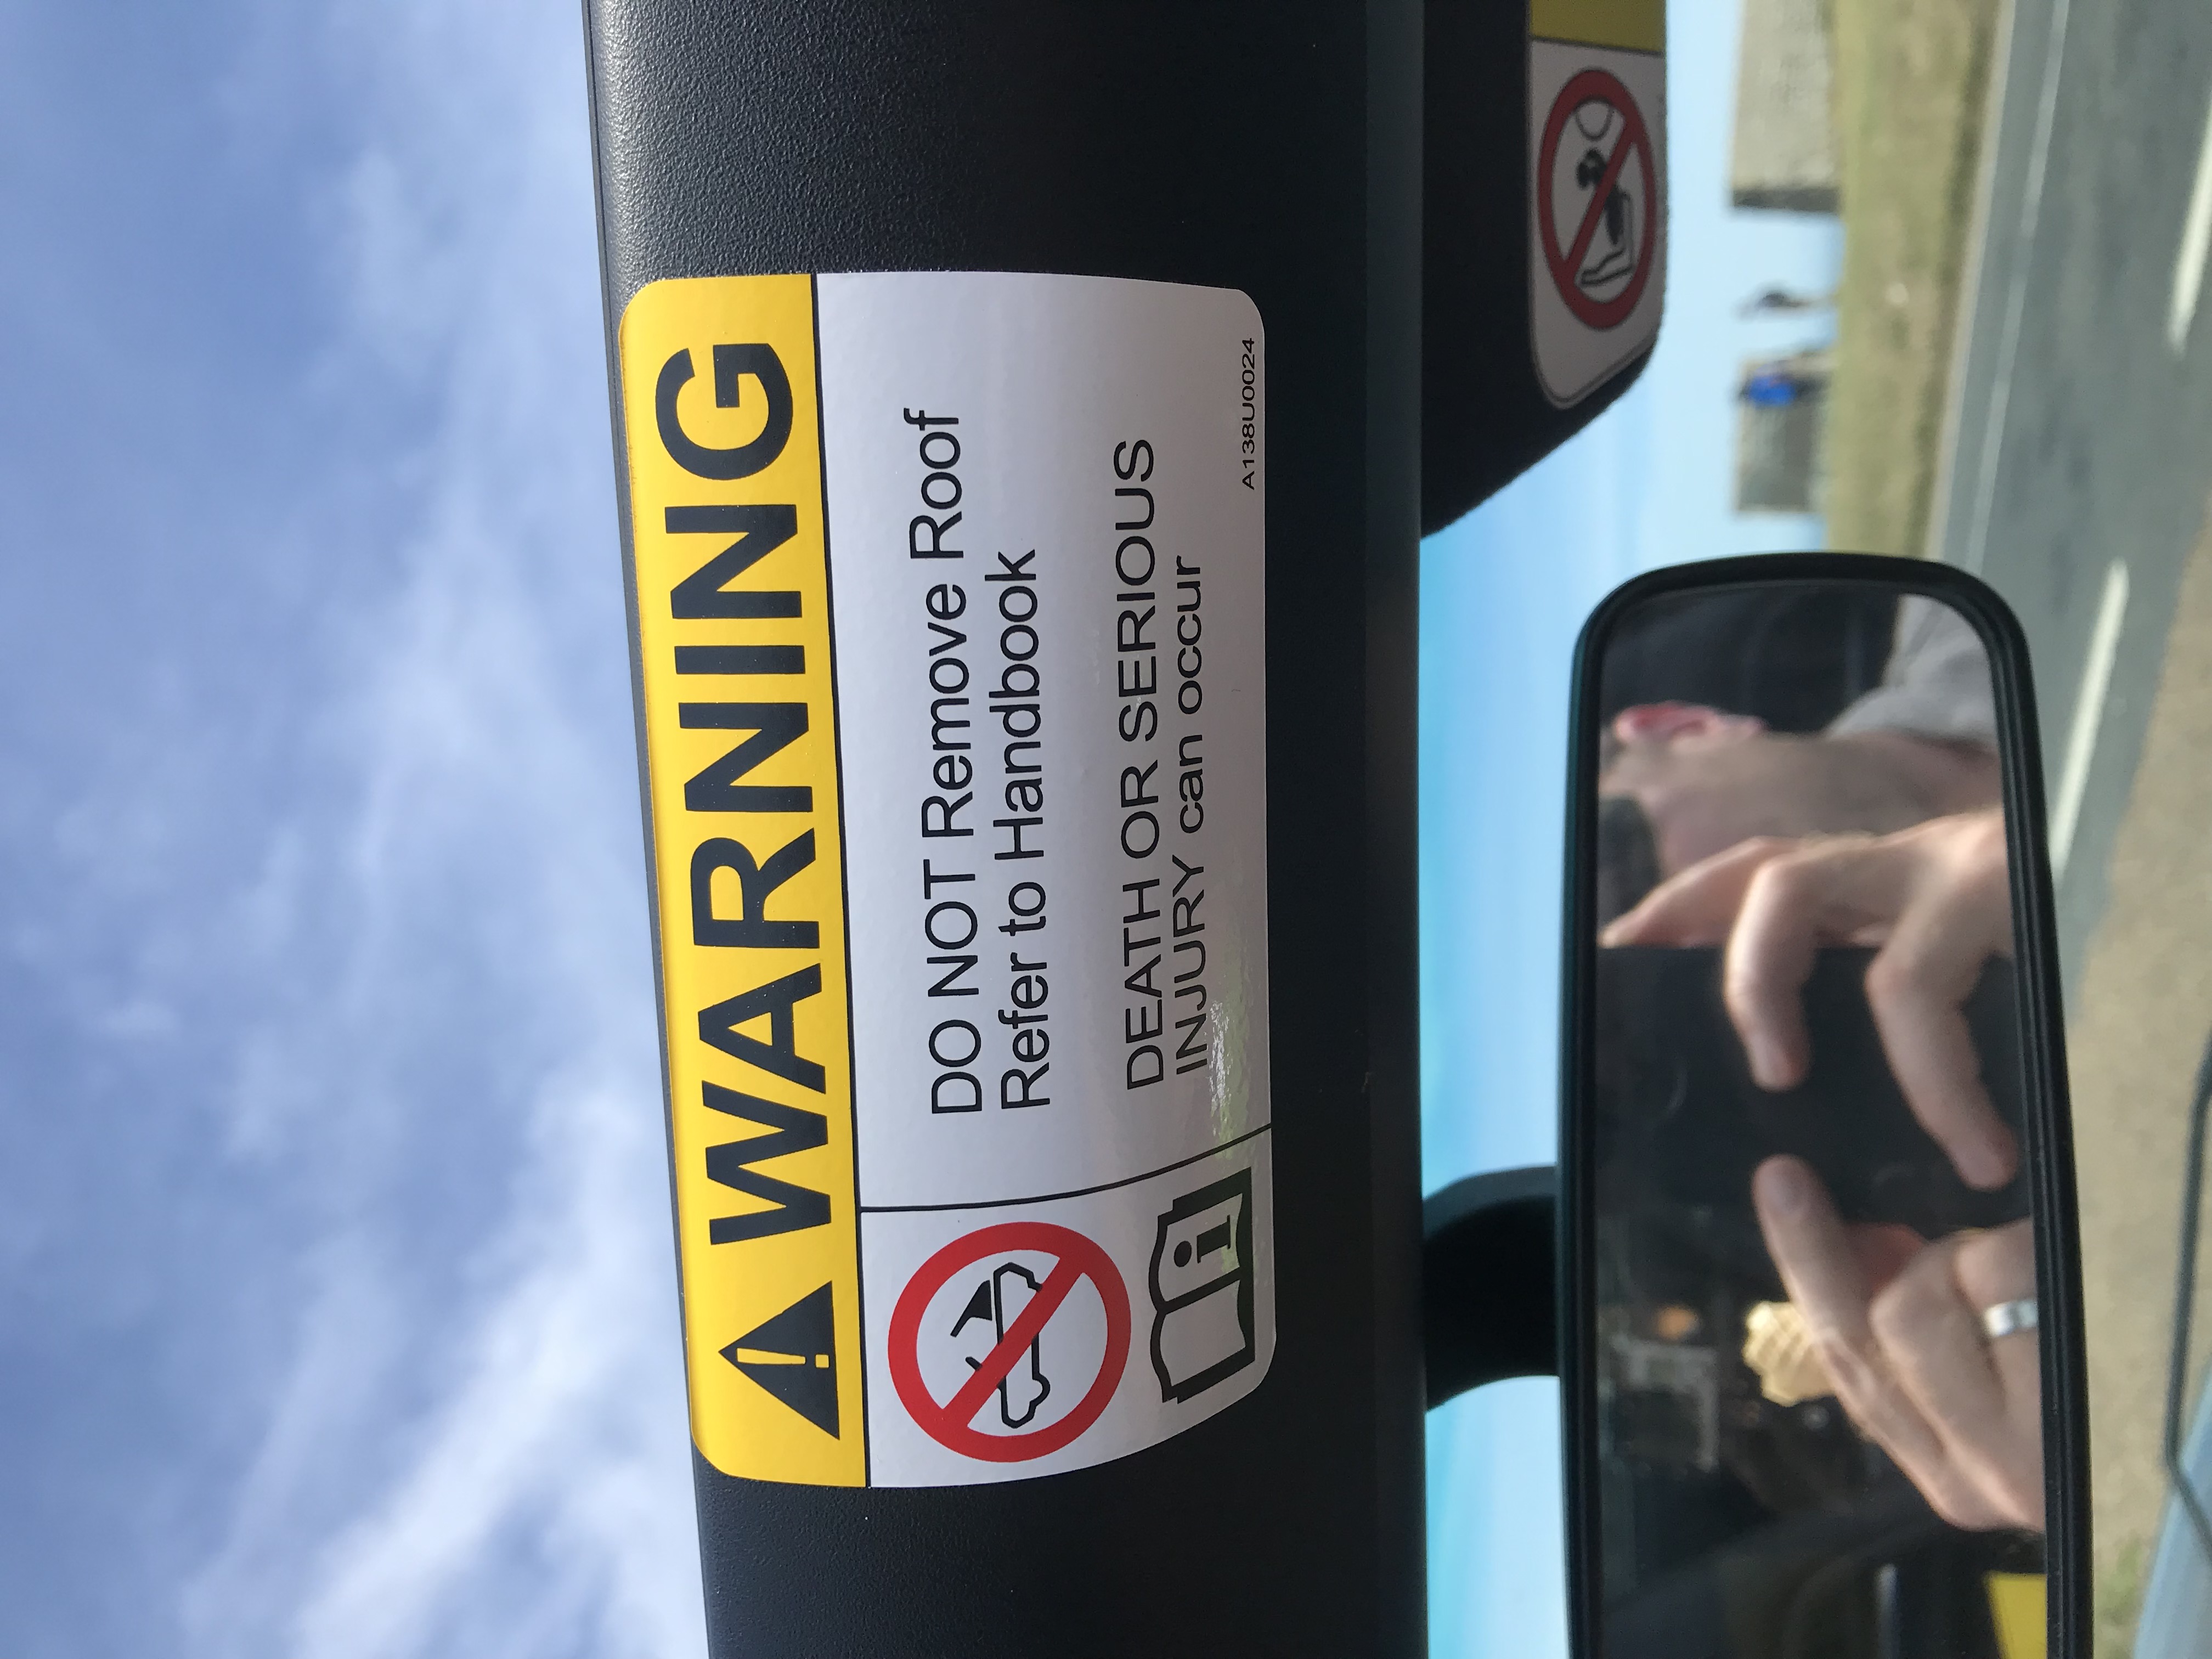 WARNING
DO NOT Remove Roof
Refer to Handbook
DEATH OR SERIOUS
INJURY can occur
A138U0024